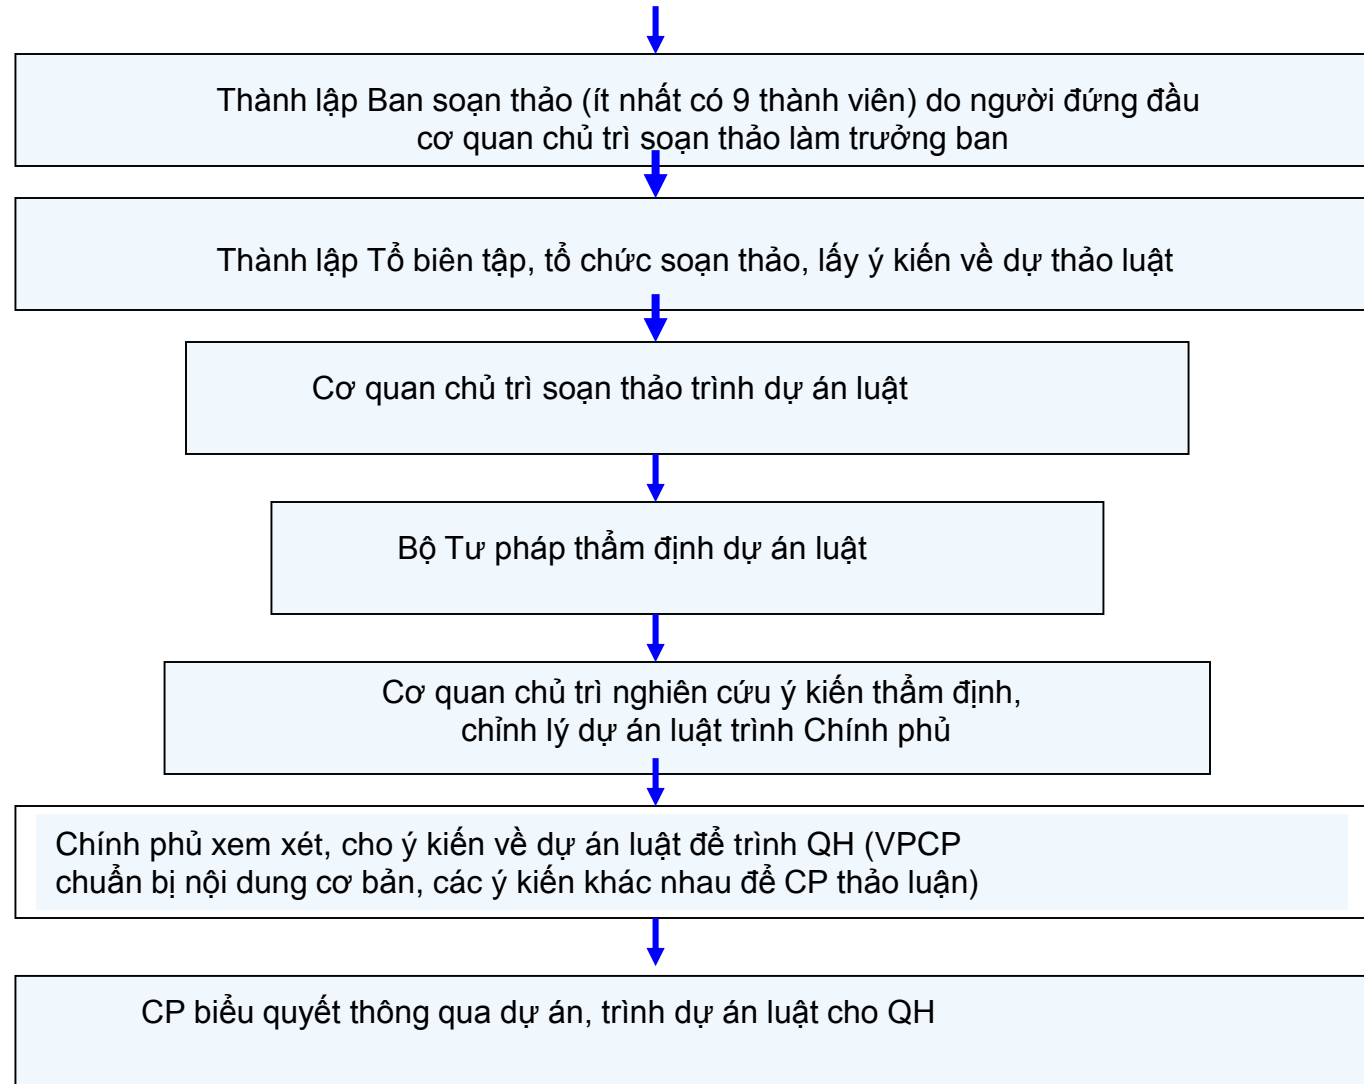 Thành lập Ban soạn thảo (ít nhất có 9 thành viên) do người đứng đầu
cơ quan chủ trì soạn thảo làm trưởng ban
Thành lập Tổ biên tập, tổ chức soạn thảo, lấy ý kiến về dự thảo luật
Cơ quan chủ trì soạn thảo trình dự án luật
Bộ Tư pháp thẩm định dự án luật
Cơ quan chủ trì nghiên cứu ý kiến thẩm định,
chỉnh lý dự án luật trình Chính phủ
Chính phủ xem xét, cho ý kiến về dự án luật để trình QH (VPCP
chuẩn bị nội dung cơ bản, các ý kiến khác nhau để CP thảo luận)
CP biểu quyết thông qua dự án, trình dự án luật cho QH